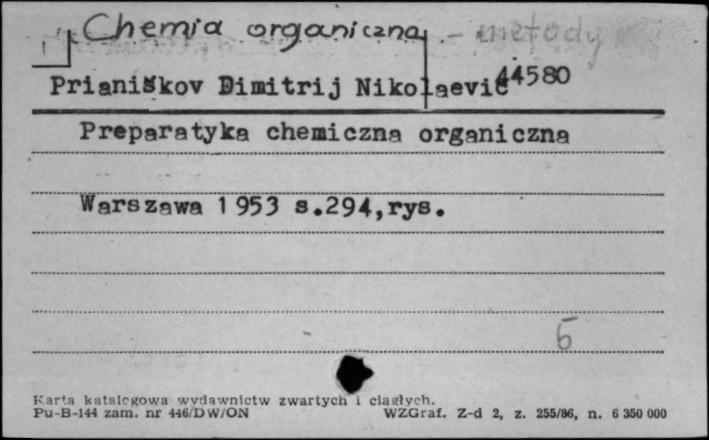 Chemia organiczna - metody
44580
Prianiškov Dimitrij Nikolaevič
Preparatyka chemiczna organiczna
Warszawa 1953 s.294,rys.
6
Karta katalogowa wydawnictw zwartych i ciągłych.
Pu-B-144 zam. nr 446/DW/ON WZGraf. Z-d 2, z. 255/86, n. 6 350 000